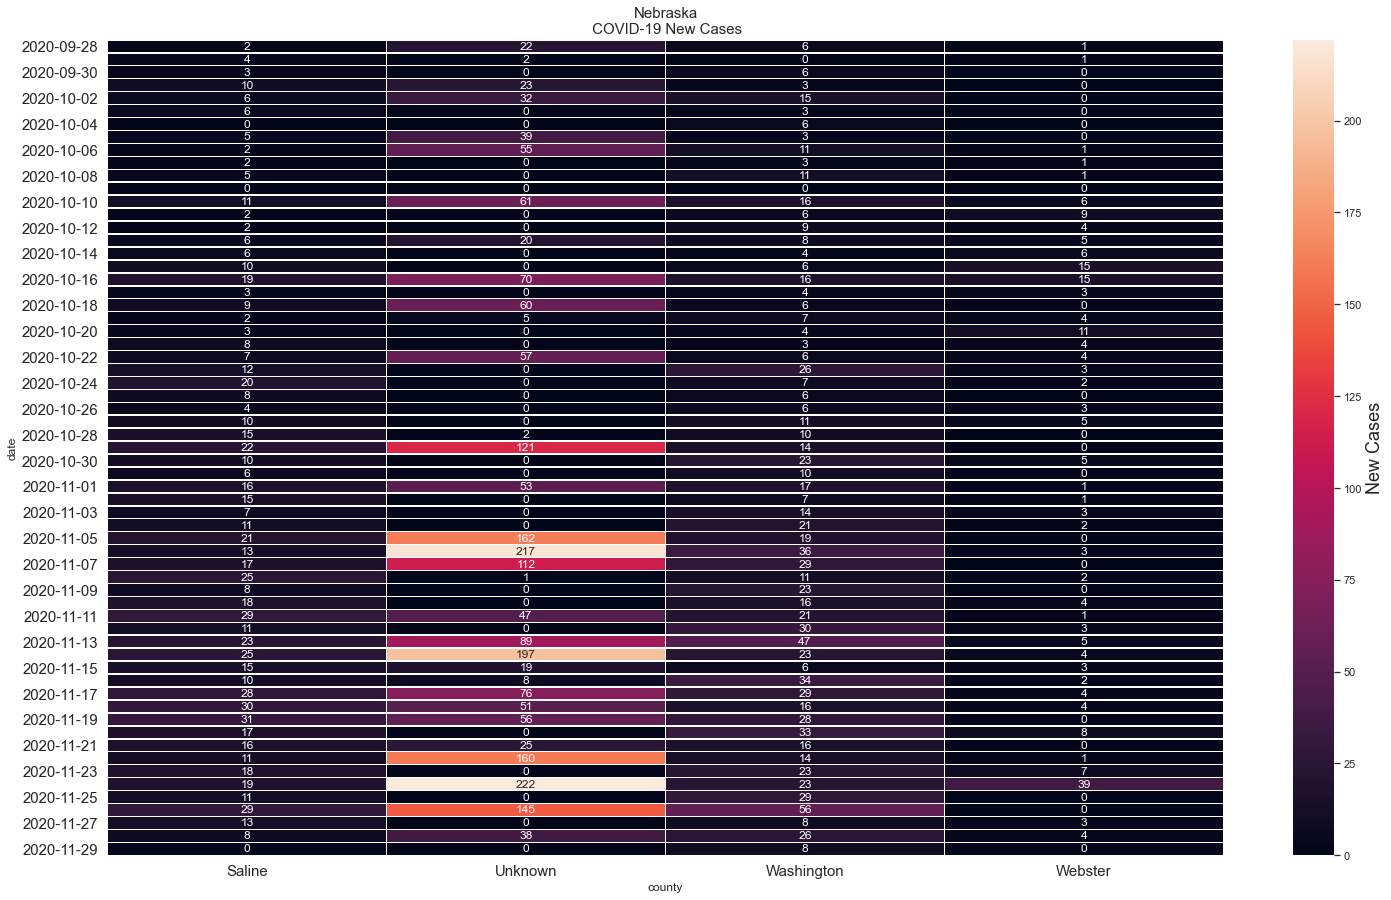 Nebraska
COVID-19 New Cases
2020-09-28 2 22 6 1
4 2 0 1
2020-09-30 3 0 6 0
10 23 3 0
2020-10-02 6 32 15 0
6 0 3 0
2020-10-04 0 0 6 0
5 39 3 0
2020-10-06 2 55 11 1
2 0 3 1
2020-10-08 5 0 11 1
0 0 0 0
2020-10-10 11 61 16 6
2 0 6 9
2020-10-12 2 0 9 4
6 20 8 5
2020-10-14 6 0 4 6
10 0 6 15
2020-10-16 19 70 16 15
3 0 4 3
2020-10-18 9 60 6 0
2 5 7 4
2020-10-20 3 0 4 11
8 0 3 4
2020-10-22 7 57 6 4
12 0 26 3
2020-10-24 20 0 7 2
8 0 6 0
2020-10-26 4 0 6 3
10 0 11 5
2020-10-28 15 2 10 0
22 121 14 0
2020-10-30 10 0 23 5
6 0 10 0
2020-11-01 16 53 17 1
15 0 7 1
2020-11-03 7 0 14 3
11 0 21 2
2020-11-05 21 162 19 0
13 217 36 3
2020-11-07 17 112 29 0
25 1 11 2
2020-11-09 8 0 23 0
18 0 16 4
2020-11-11 29 47 21 1
11 0 30 3
2020-11-13 23 89 47 5
25 197 23 4
2020-11-15 15 19 6 3
10 8 34 2
2020-11-17 28 76 29 4
30 51 16 4
2020-11-19 31 56 28 0
17 0 33 8
2020-11-21 16 25 16 0
11 160 14 1
2020-11-23 18 0 23 7
19 222 23 39
2020-11-25 11 0 29 0
29 145 56 0
2020-11-27 13 0 8 3
8 38 26 4
2020-11-29 0 0 8 0
date
Saline Unknown Washington Webster
county
200
175
150
125
100
75
50
25
0
New Cases